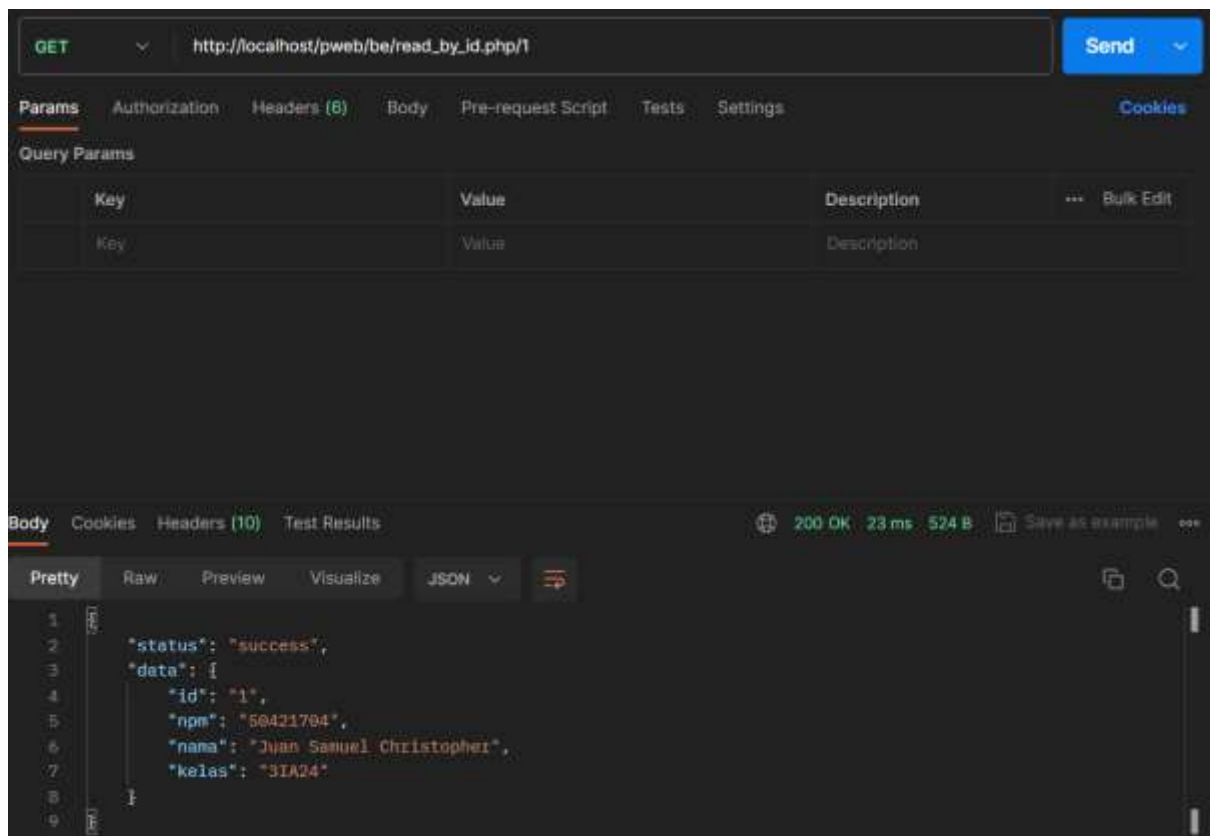 GET http://localhost/pweb/be/read_by_id.php/1 Send
Params Authorization Headers (6) Body Pre-request Script Tests Settings Cookies
Query Params
Key Value Description ••• Bulk Edit
Key Value Description
Body Cookies Headers (10) Test Results 200 OK 23 ms 524 B Save as example •••
Pretty Raw Preview Visualize JSON
1 {
2 "status": "success",
3 "data": {
4 "id": "1",
5 "npm": "50421704",
6 "nama": "Juan Samuel Christopher",
7 "kelas": "3IA24"
8 }
9 }